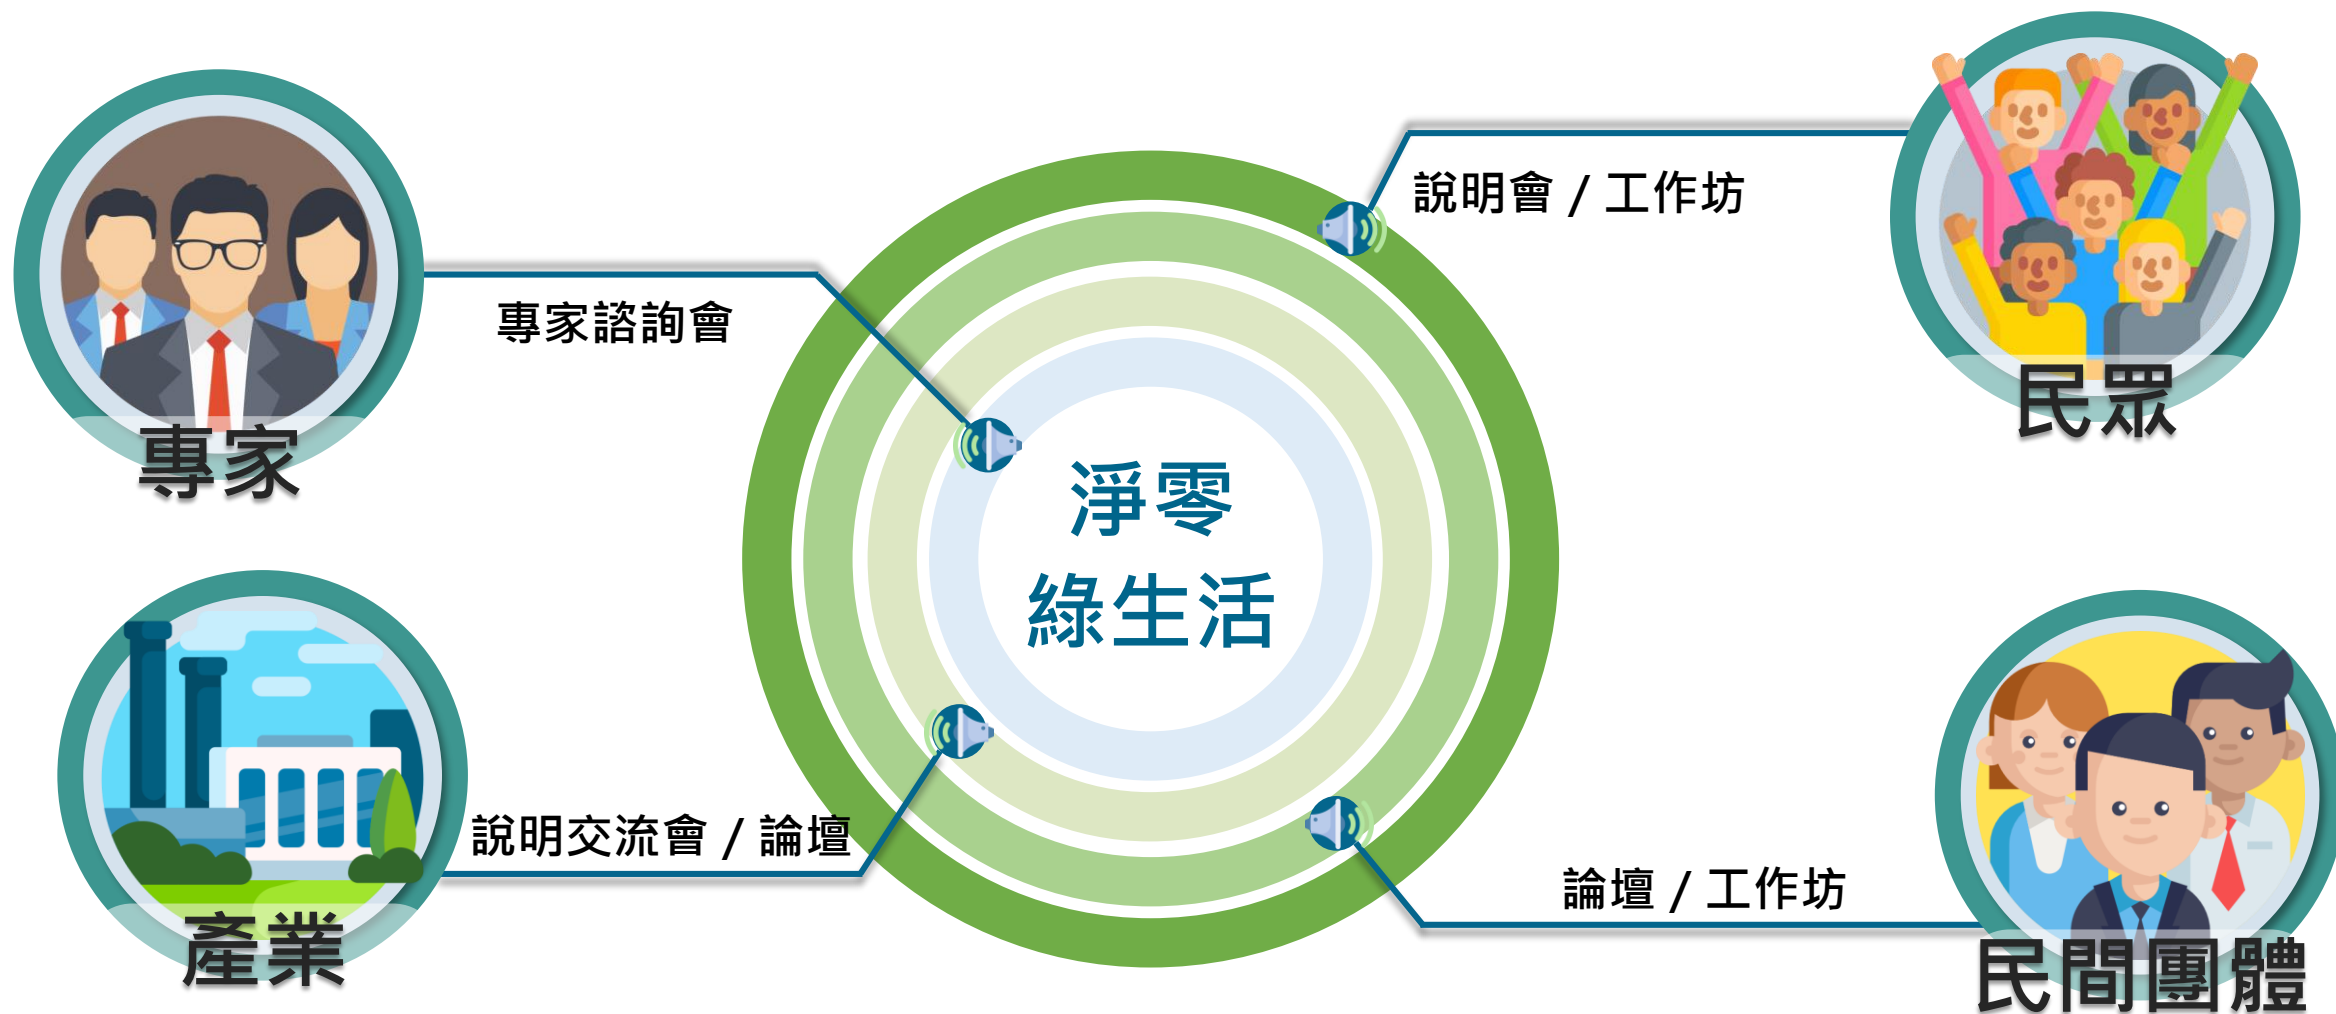 說明會 / 工作坊
民眾
專家諮詢會
專家
淨零
綠生活
說明交流會 / 論壇
產業
論壇 / 工作坊
民間團體